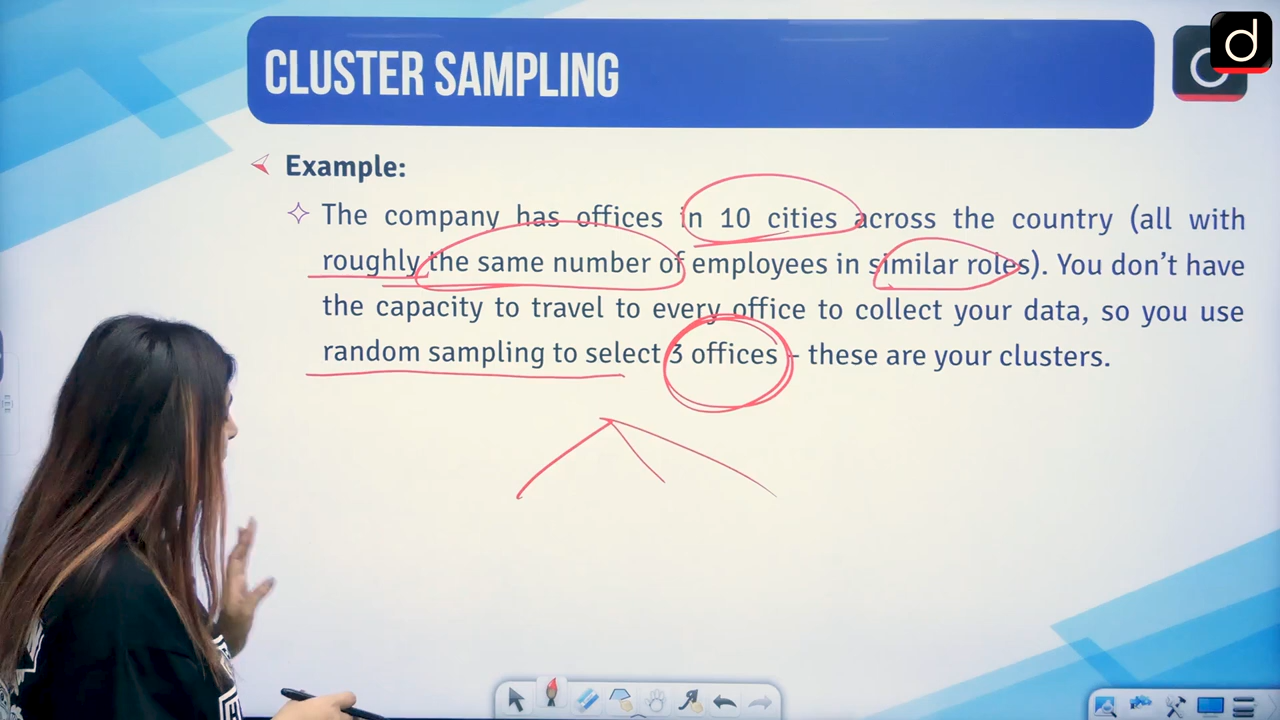 d
CLUSTER SAMPLING
Example:
The company has offices in 10 cities across the country (all with
roughly the same number of employees in similar roles). You don't have
the capacity to travel to every office to collect your data, so you use
random sampling to select 3 offices – these are your clusters.